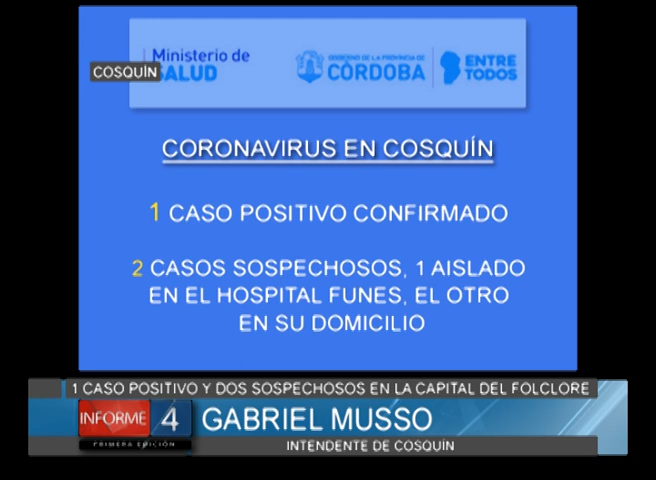 Ministerio de
SALUD
COSQUÍN
GOBIERNO DE LA PROVINCIA DE
CÓRDOBA
ENTRE
TODOS
CORONAVIRUS EN COSQUÍN
1 CASO POSITIVO CONFIRMADO
2 CASOS SOSPECHOSOS, 1 AISLADO
EN EL HOSPITAL FUNES, EL OTRO
EN SU DOMICILIO
1 CASO POSITIVO Y DOS SOSPECHOSOS EN LA CAPITAL DEL FOLCLORE
INFORME 4 GABRIEL MUSSO
PRIMERA EDICIÓN
INTENDENTE DE COSQUÍN